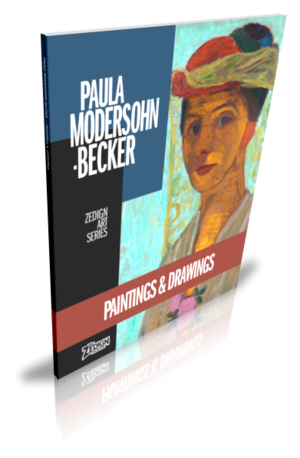 PAULA
MODERSOHN
-BECKER
ZEDIGN
ART
SERIES
PAINTINGS & DRAWINGS
ZEDIGN